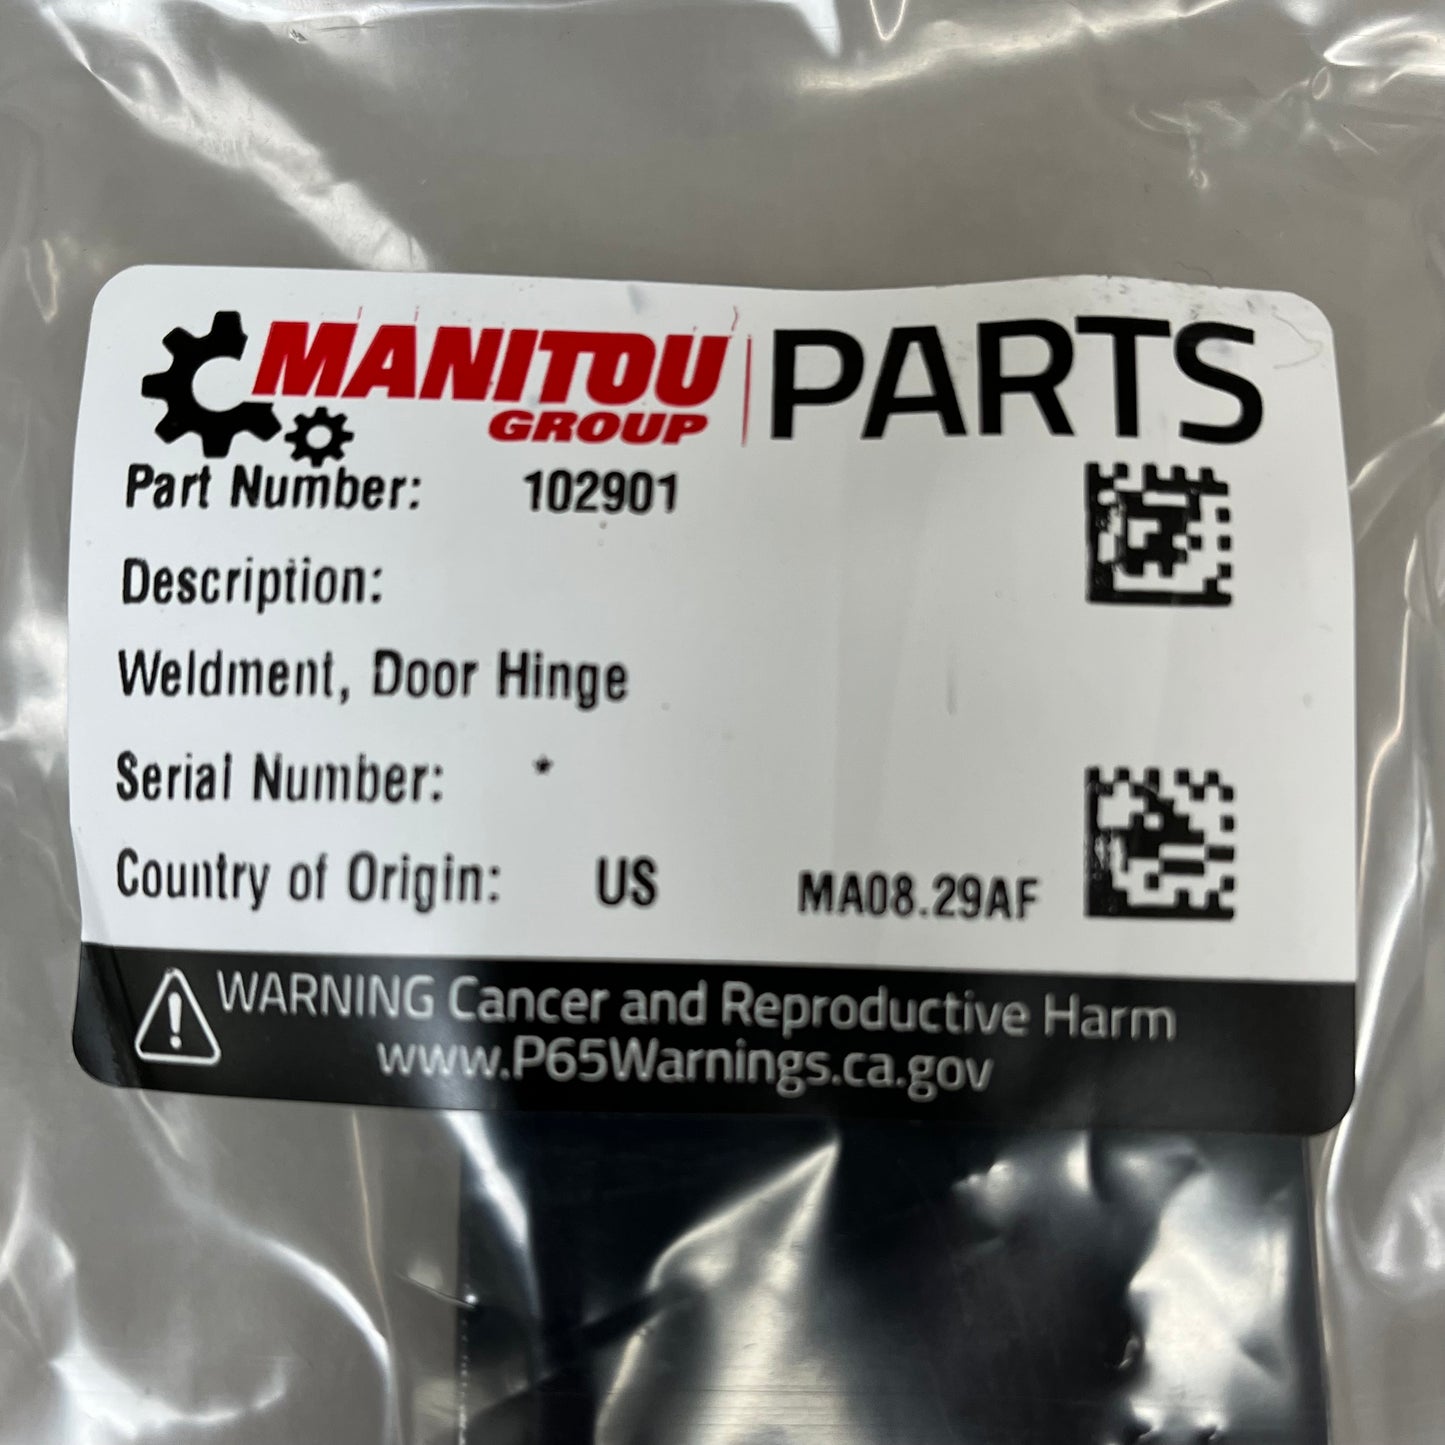 MANITOU GROUP PARTS
Part Number: 102901
Description:
Weldment, Door Hinge
Serial Number: *
Country of Origin: US MA08.29AF
WARNING Cancer and Reproductive Harm
www.P65Warnings.ca.gov